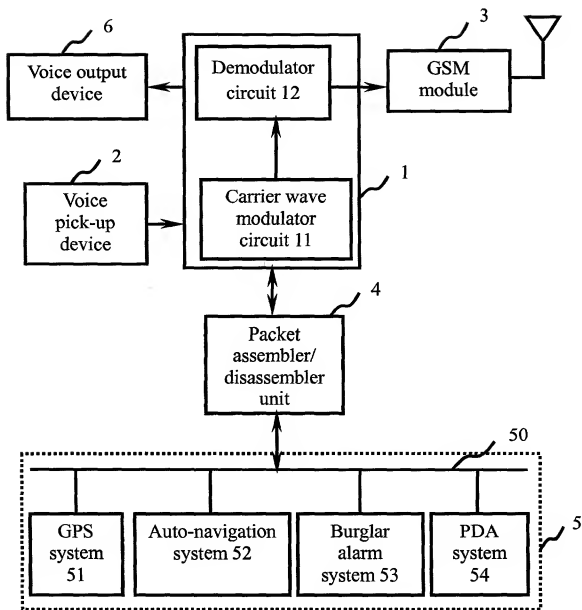 6
3
Voice output
device
Demodulator
circuit 12
GSM
module
2
1
Voice
pick-up
device
Carrier wave
modulator
circuit 11
4
Packet
assembler/
disassembler
unit
50
GPS
system
51
Auto-navigation
system 52
Burglar
alarm
system 53
PDA
system
54
5